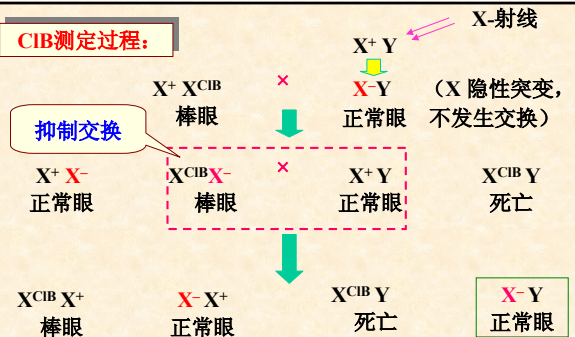 X-射线
ClB测定过程：
X⁺ Y
X⁺ X^ClB × X⁻Y （X 隐性突变，
棒眼 正常眼 不发生交换）
抑制交换
X⁺ X⁻ X^ClB X⁻ × X⁺ Y X^ClB Y
正常眼 棒眼 正常眼 死亡
X^ClB X⁺ X⁻ X⁺ X^ClB Y X⁻ Y
棒眼 正常眼 死亡 正常眼